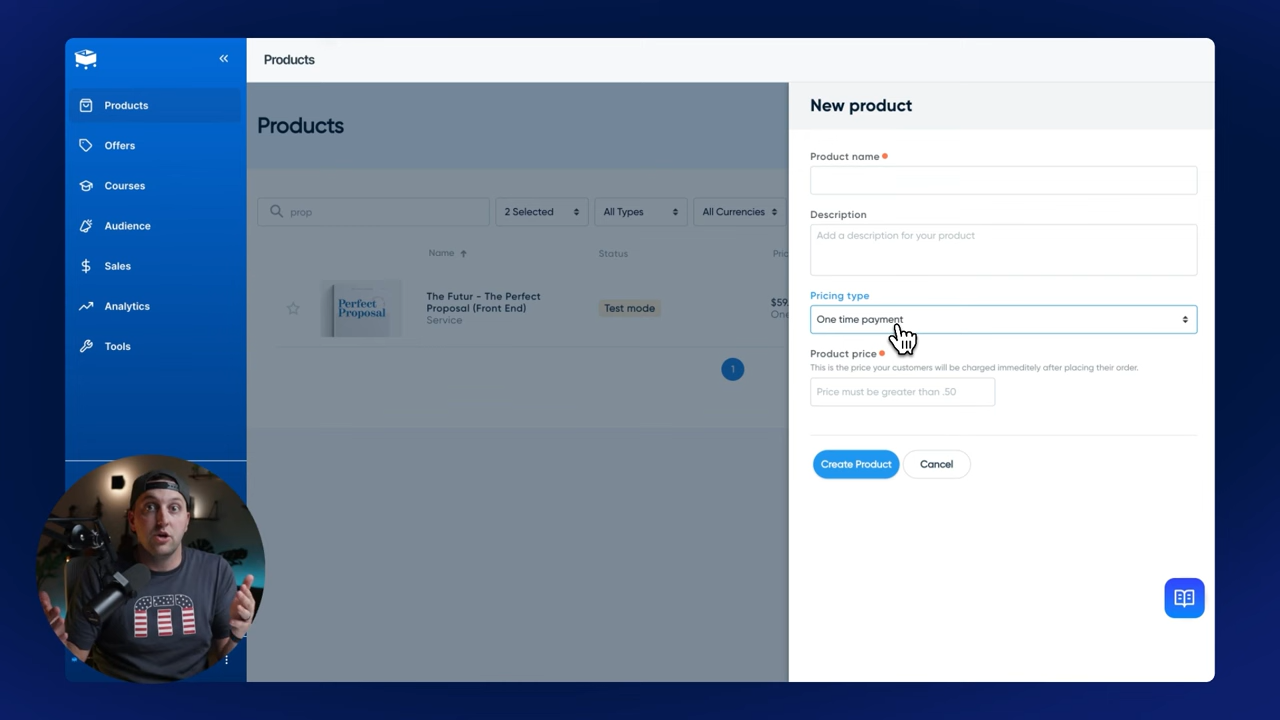 Products
Offers
Courses
Audience
Sales
Analytics
Tools
Products
Products
prop
2 Selected
All Types
All Currencies
Name
Status
Perfect
Proposal
The Futur - The Perfect
Proposal (Front End)
Service
Test mode
$59
1
New product
Product name
Description
Add a description for your product
Pricing type
One time payment
Product price
This is the price your customers will be charged immeditely after placing their order.
Price must be greater than .50
Create Product
Cancel